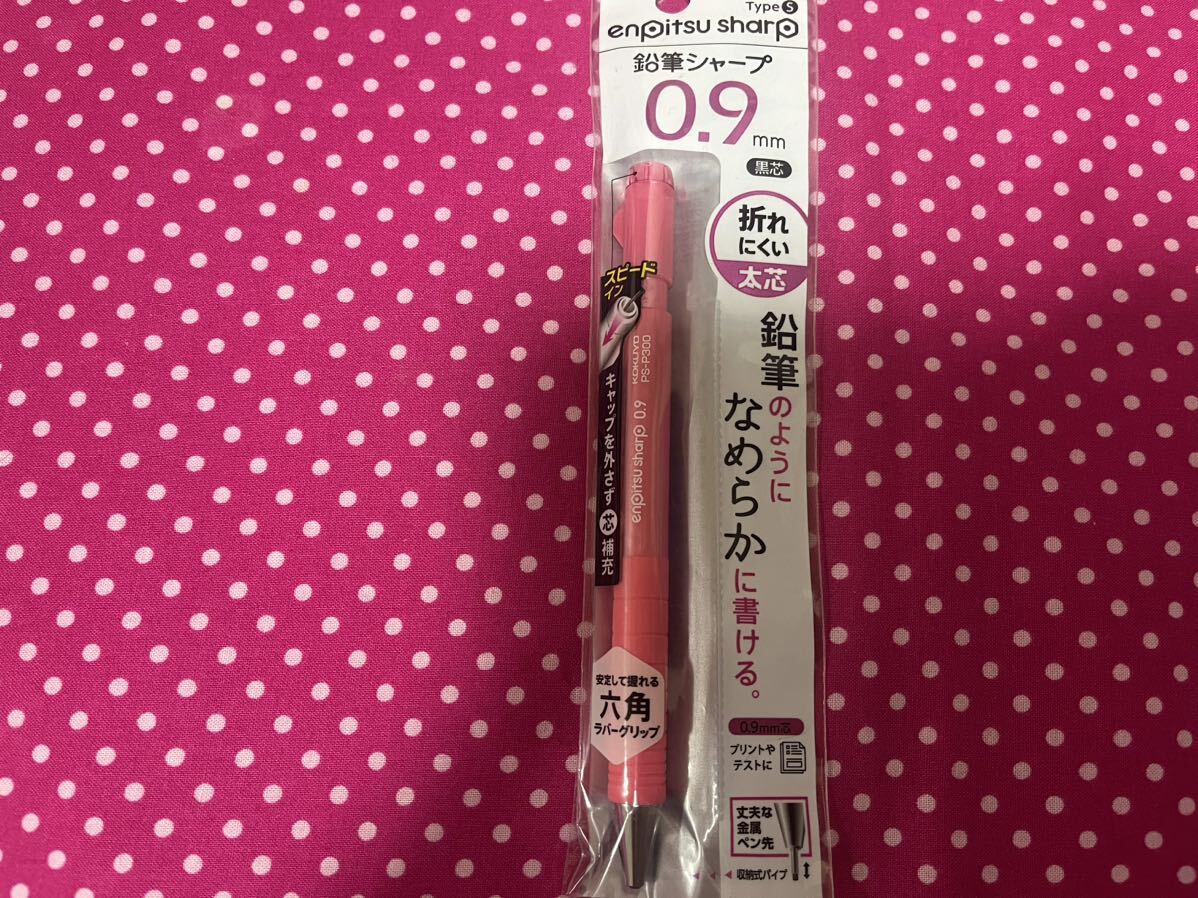 Type S
enpitsu sharp
鉛筆シャープ
0.9mm
黒芯
折れ
にくい
太芯
スピード
イン
キャップを外さず芯補充
KOKUYO
PS-P300
enpitsu sharp 0.9
鉛筆のように
なめらか
に書ける。
安定して握れる
六角
ラバーグリップ
0.9mm芯
プリントや
テストに
丈夫な
金属
ペン先
収納式パイプ